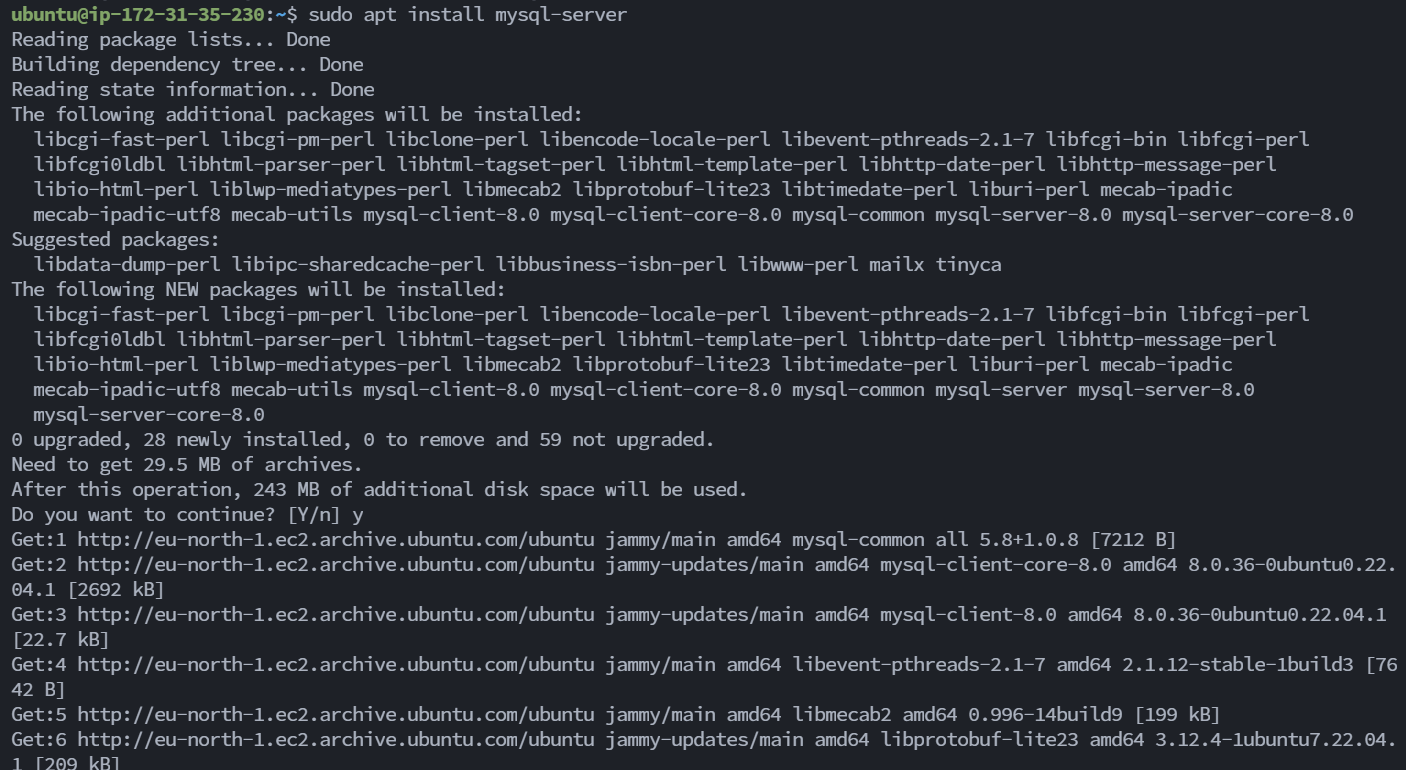 ubuntu@ip-172-31-35-230:~$ sudo apt install mysql-server
Reading package lists... Done
Building dependency tree... Done
Reading state information... Done
The following additional packages will be installed:
  libcgi-fast-perl libcgi-pm-perl libclone-perl libencode-locale-perl libevent-pthreads-2.1-7 libfcgi-bin libfcgi-perl
  libfcgi0ldbl libhtml-parser-perl libhtml-tagset-perl libhtml-template-perl libhttp-date-perl libhttp-message-perl
  libio-html-perl liblwp-mediatypes-perl libmecab2 libprotobuf-lite23 libtimedate-perl liburi-perl mecab-ipadic
  mecab-ipadic-utf8 mecab-utils mysql-client-8.0 mysql-client-core-8.0 mysql-common mysql-server-8.0 mysql-server-core-8.0
Suggested packages:
  libdata-dump-perl libipc-sharedcache-perl libbusiness-isbn-perl libwww-perl mailx tinyca
The following NEW packages will be installed:
  libcgi-fast-perl libcgi-pm-perl libclone-perl libencode-locale-perl libevent-pthreads-2.1-7 libfcgi-bin libfcgi-perl
  libfcgi0ldbl libhtml-parser-perl libhtml-tagset-perl libhtml-template-perl libhttp-date-perl libhttp-message-perl
  libio-html-perl liblwp-mediatypes-perl libmecab2 libprotobuf-lite23 libtimedate-perl liburi-perl mecab-ipadic
  mecab-ipadic-utf8 mecab-utils mysql-client-8.0 mysql-client-core-8.0 mysql-common mysql-server mysql-server-8.0
  mysql-server-core-8.0
0 upgraded, 28 newly installed, 0 to remove and 59 not upgraded.
Need to get 29.5 MB of archives.
After this operation, 243 MB of additional disk space will be used.
Do you want to continue? [Y/n] y
Get:1 http://eu-north-1.ec2.archive.ubuntu.com/ubuntu jammy/main amd64 mysql-common all 5.8+1.0.8 [7212 B]
Get:2 http://eu-north-1.ec2.archive.ubuntu.com/ubuntu jammy-updates/main amd64 mysql-client-core-8.0 amd64 8.0.36-0ubuntu0.22.
04.1 [2692 kB]
Get:3 http://eu-north-1.ec2.archive.ubuntu.com/ubuntu jammy-updates/main amd64 mysql-client-8.0 amd64 8.0.36-0ubuntu0.22.04.1
[22.7 kB]
Get:4 http://eu-north-1.ec2.archive.ubuntu.com/ubuntu jammy/main amd64 libevent-pthreads-2.1-7 amd64 2.1.12-stable-1build3 [76
42 B]
Get:5 http://eu-north-1.ec2.archive.ubuntu.com/ubuntu jammy/main amd64 libmecab2 amd64 0.996-14build9 [199 kB]
Get:6 http://eu-north-1.ec2.archive.ubuntu.com/ubuntu jammy-updates/main amd64 libprotobuf-lite23 amd64 3.12.4-1ubuntu7.22.04.
1 [209 kB]